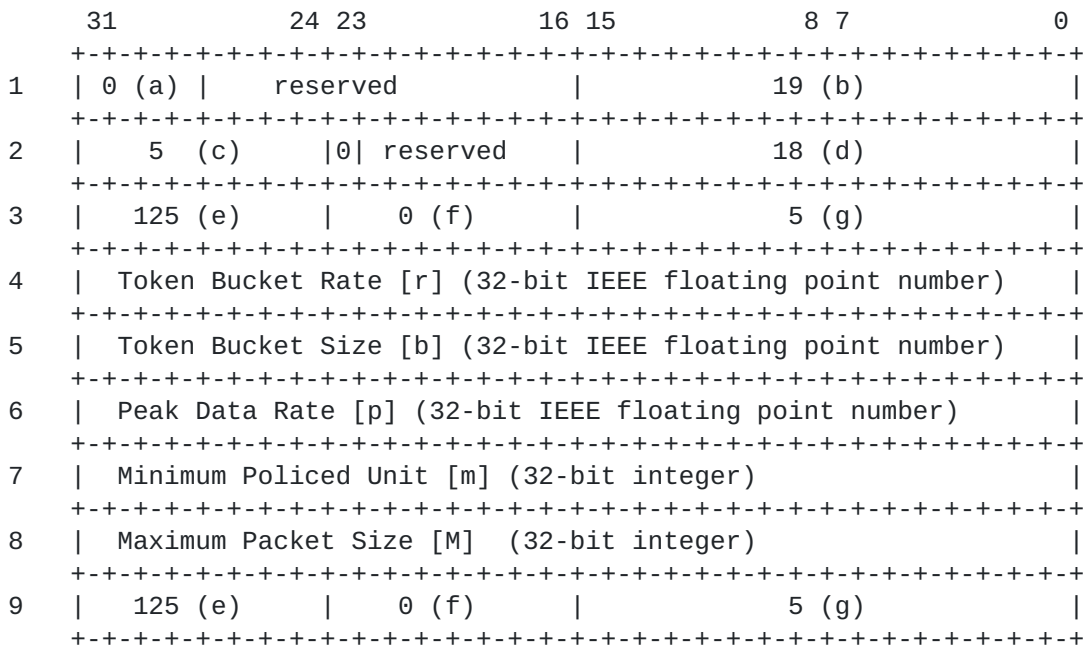 31           24 23           16 15            8 7             0
    +-+-+-+-+-+-+-+-+-+-+-+-+-+-+-+-+-+-+-+-+-+-+-+-+-+-+-+-+-+-+-+-+
1   | 0 (a) |    reserved           |            19 (b)             |
    +-+-+-+-+-+-+-+-+-+-+-+-+-+-+-+-+-+-+-+-+-+-+-+-+-+-+-+-+-+-+-+-+
2   |    5  (c)     |0| reserved    |            18 (d)             |
    +-+-+-+-+-+-+-+-+-+-+-+-+-+-+-+-+-+-+-+-+-+-+-+-+-+-+-+-+-+-+-+-+
3   |   125 (e)     |    0 (f)      |             5 (g)             |
    +-+-+-+-+-+-+-+-+-+-+-+-+-+-+-+-+-+-+-+-+-+-+-+-+-+-+-+-+-+-+-+-+
4   |  Token Bucket Rate [r] (32-bit IEEE floating point number)    |
    +-+-+-+-+-+-+-+-+-+-+-+-+-+-+-+-+-+-+-+-+-+-+-+-+-+-+-+-+-+-+-+-+
5   |  Token Bucket Size [b] (32-bit IEEE floating point number)    |
    +-+-+-+-+-+-+-+-+-+-+-+-+-+-+-+-+-+-+-+-+-+-+-+-+-+-+-+-+-+-+-+-+
6   |  Peak Data Rate [p] (32-bit IEEE floating point number)       |
    +-+-+-+-+-+-+-+-+-+-+-+-+-+-+-+-+-+-+-+-+-+-+-+-+-+-+-+-+-+-+-+-+
7   |  Minimum Policed Unit [m] (32-bit integer)                    |
    +-+-+-+-+-+-+-+-+-+-+-+-+-+-+-+-+-+-+-+-+-+-+-+-+-+-+-+-+-+-+-+-+
8   |  Maximum Packet Size [M]  (32-bit integer)                    |
    +-+-+-+-+-+-+-+-+-+-+-+-+-+-+-+-+-+-+-+-+-+-+-+-+-+-+-+-+-+-+-+-+
9   |   125 (e)     |    0 (f)      |             5 (g)             |
    +-+-+-+-+-+-+-+-+-+-+-+-+-+-+-+-+-+-+-+-+-+-+-+-+-+-+-+-+-+-+-+-+